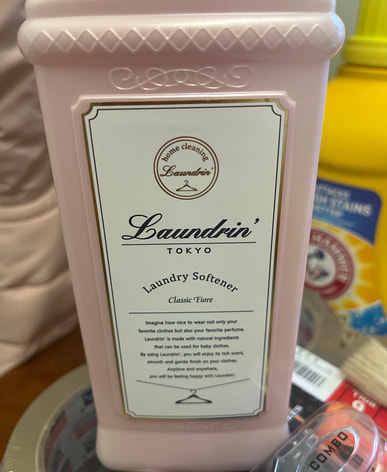 home cleaning
Laundrin'
Laundrin'
TOKYO
Laundry Softener
Classic Fiore
Imagine how nice to wear not only your
favorite clothes but also your favorite perfume.
Laundrin' is made with natural ingredients
that can be used for baby clothes.
By using Laundrin', you will enjoy its rich scent,
smooth and gentle finish on your clothes.
Anytime and anywhere,
you will be feeling happy with Laundrin'.
STAINS
COMBO